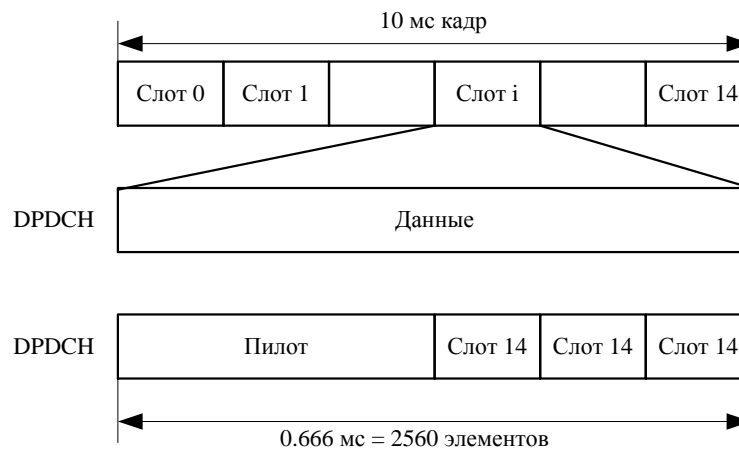 10 мс кадр
Слот 0 Слот 1 Слот i Слот 14
DPDCH Данные
DPDCH Пилот Слот 14 Слот 14 Слот 14
0.666 мс = 2560 элементов